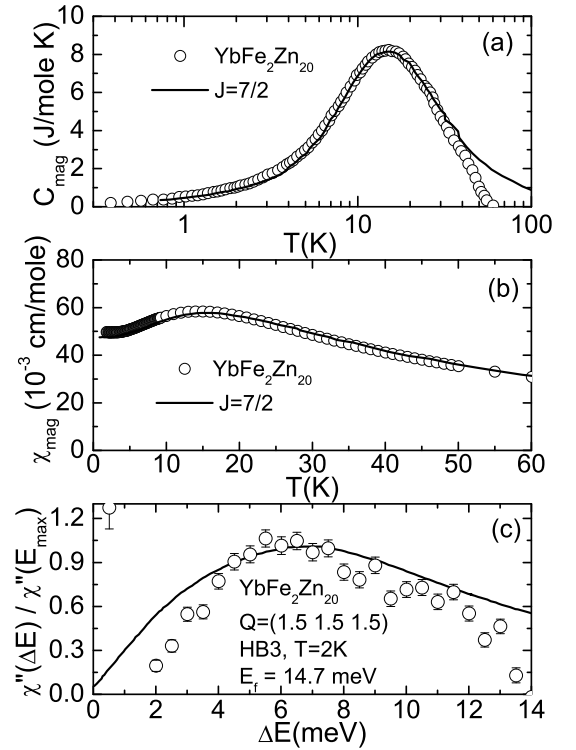 10
8
6
4
2
0
C_mag (J/mole K)
(a)
YbFe₂Zn₂₀
J=7/2
1 10 100
T(K)
80
60
40
20
0
χ_mag (10⁻³ cm/mole)
(b)
YbFe₂Zn₂₀
J=7/2
0 10 20 30 40 50 60
T(K)
1.2
0.9
0.6
0.3
0.0
χ"(ΔE) / χ"(E_max)
(c)
YbFe₂Zn₂₀
Q=(1.5 1.5 1.5)
HB3, T=2K
E_f = 14.7 meV
0 2 4 6 8 10 12 14
ΔE(meV)